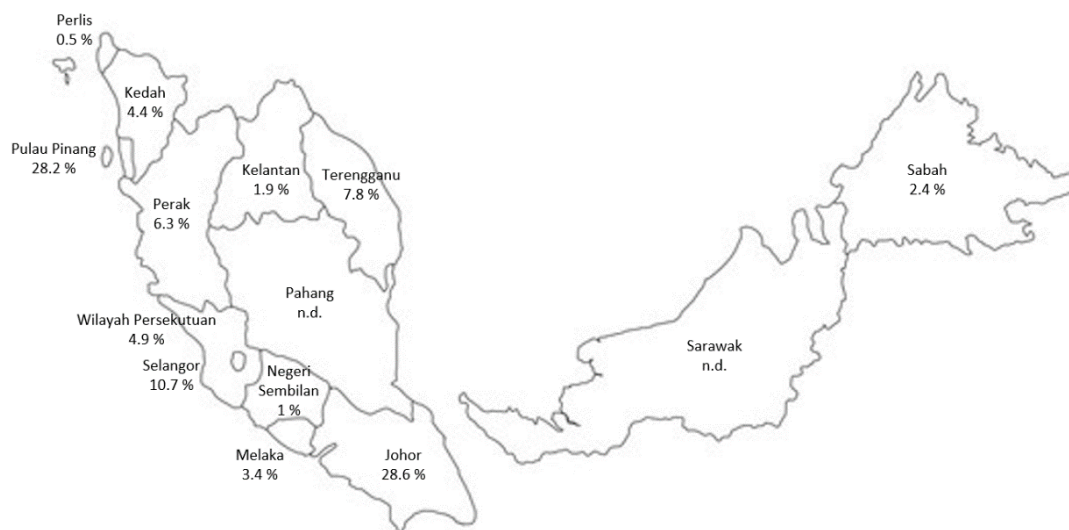 Perlis
0.5 %
Kedah
4.4 %
Pulau Pinang
28.2 %
Kelantan
1.9 %
Terengganu
7.8 %
Perak
6.3 %
Sabah
2.4 %
Pahang
n.d.
Wilayah Persekutuan
4.9 %
Sarawak
n.d.
Selangor
10.7 %
Negeri
Sembilan
1 %
Melaka
3.4 %
Johor
28.6 %